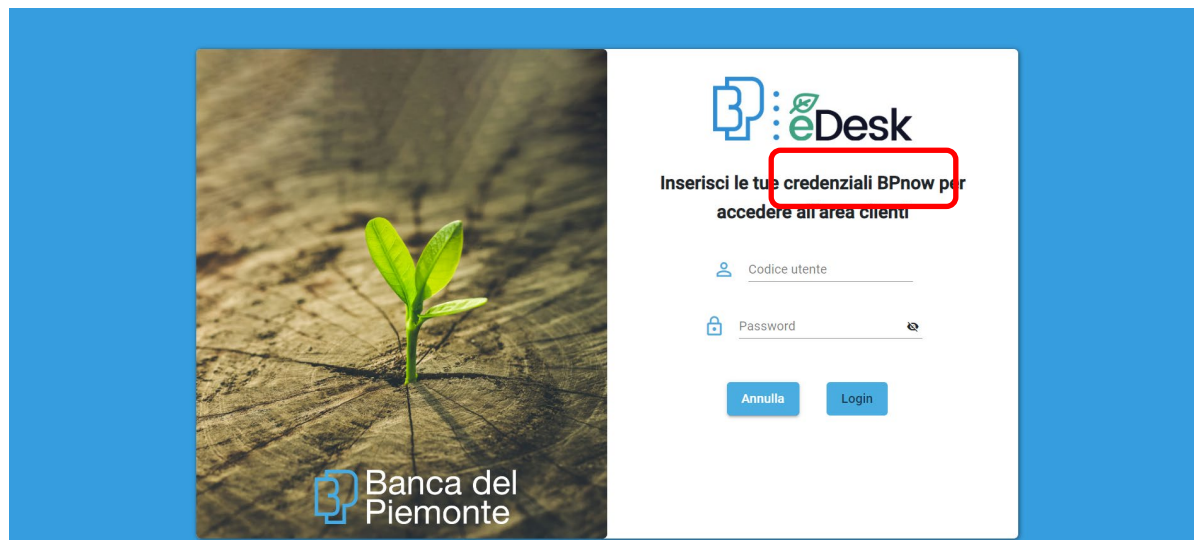 BP eDesk
Inserisci le tue credenziali BPnow per
accedere all'area clienti
Codice utente
Password
Annulla Login
Banca del
Piemonte